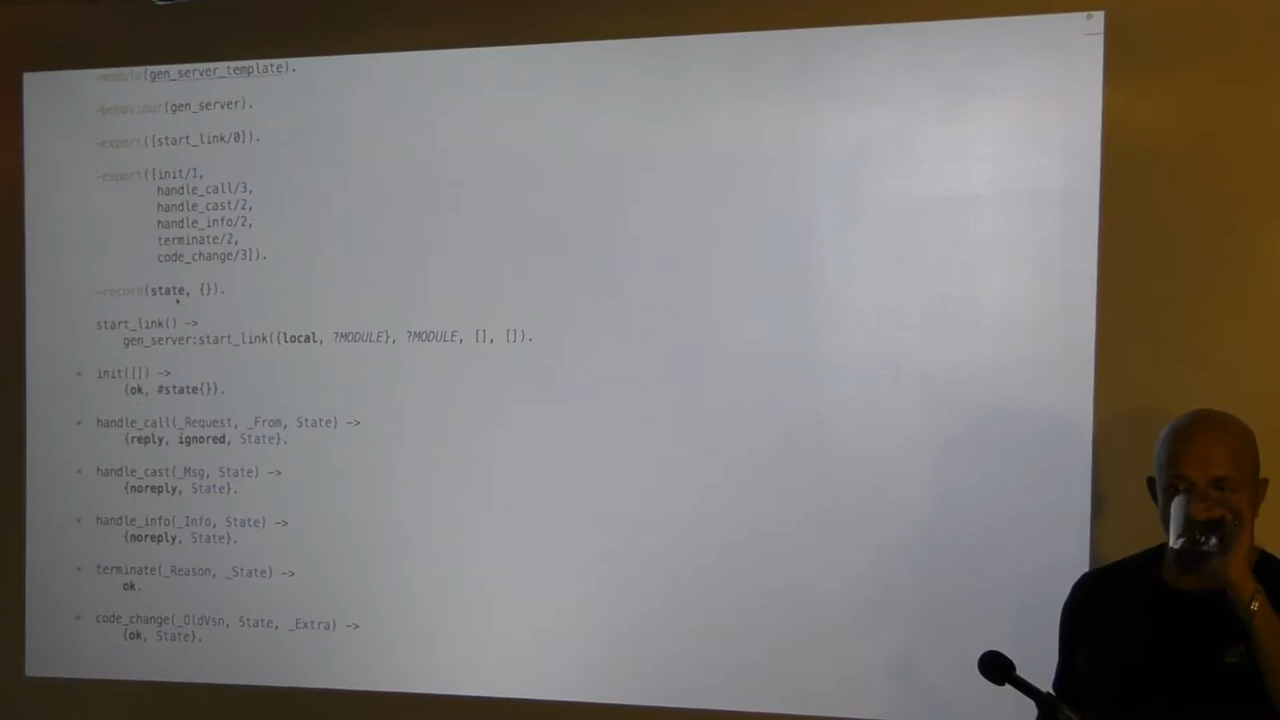 -module(gen_server_template).
-behaviour(gen_server).
-export([start_link/0]).
-export([init/1,
handle_call/3,
handle_cast/2,
handle_info/2,
terminate/2,
code_change/3]).
-record(state, {}).
start_link() ->
gen_server:start_link({local, ?MODULE}, ?MODULE, [], []).
* init([]) ->
{ok, #state{}}.
* handle_call(_Request, _From, State) ->
{reply, ignored, State}.
* handle_cast(_Msg, State) ->
{noreply, State}.
* handle_info(_Info, State) ->
{noreply, State}.
* terminate(_Reason, _State) ->
ok.
* code_change(_OldVsn, State, _Extra) ->
{ok, State}.